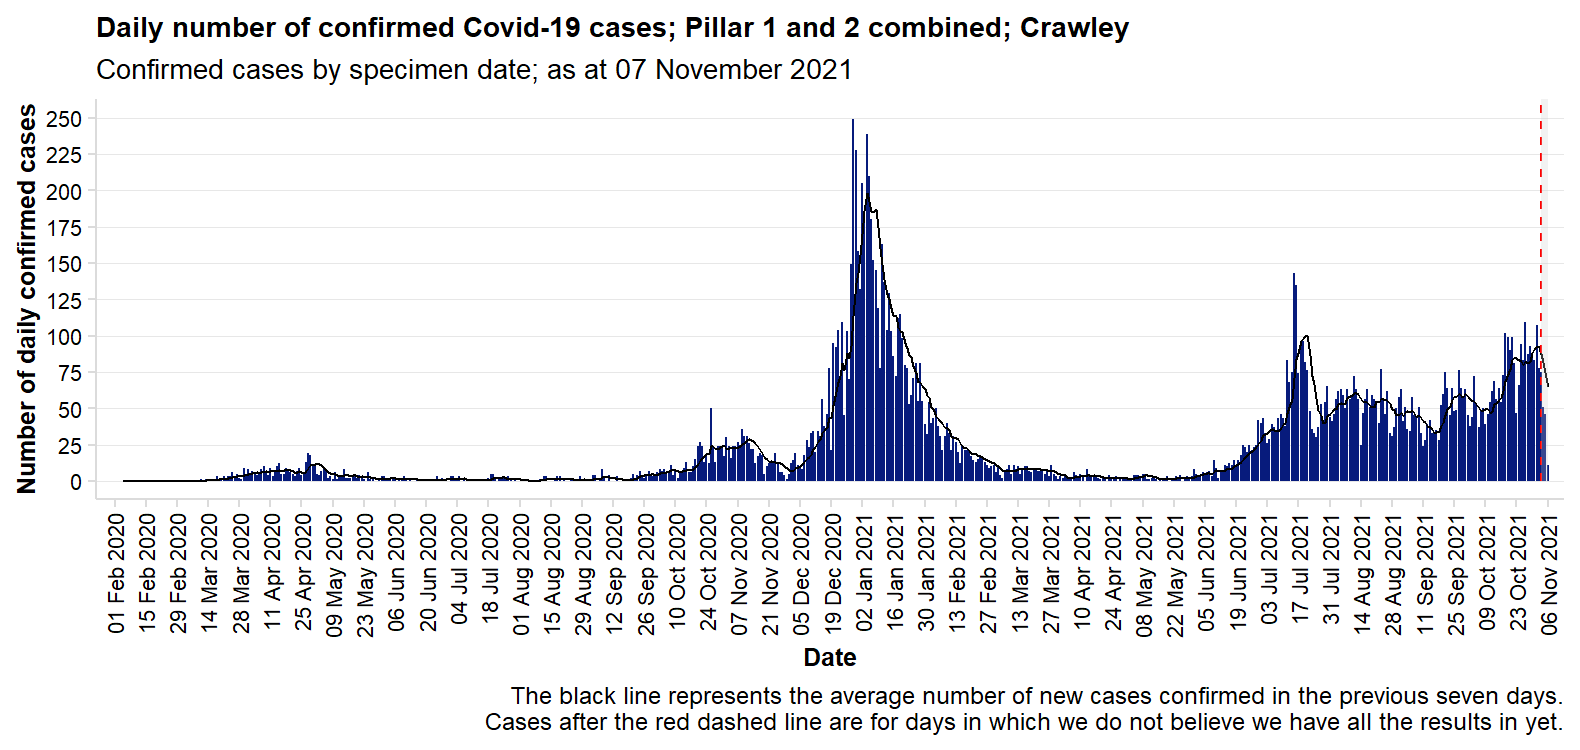 Daily number of confirmed Covid-19 cases; Pillar 1 and 2 combined; Crawley
Confirmed cases by specimen date; as at 07 November 2021
Number of daily confirmed cases
250
225
200
175
150
125
100
75
50
25
0
01 Feb 2020
15 Feb 2020
29 Feb 2020
14 Mar 2020
28 Mar 2020
11 Apr 2020
25 Apr 2020
09 May 2020
23 May 2020
06 Jun 2020
20 Jun 2020
04 Jul 2020
18 Jul 2020
01 Aug 2020
15 Aug 2020
29 Aug 2020
12 Sep 2020
26 Sep 2020
10 Oct 2020
24 Oct 2020
07 Nov 2020
21 Nov 2020
05 Dec 2020
19 Dec 2020
02 Jan 2021
16 Jan 2021
30 Jan 2021
13 Feb 2021
27 Feb 2021
13 Mar 2021
27 Mar 2021
10 Apr 2021
24 Apr 2021
08 May 2021
22 May 2021
05 Jun 2021
19 Jun 2021
03 Jul 2021
17 Jul 2021
31 Jul 2021
14 Aug 2021
28 Aug 2021
11 Sep 2021
25 Sep 2021
09 Oct 2021
23 Oct 2021
06 Nov 2021
Date
The black line represents the average number of new cases confirmed in the previous seven days.
Cases after the red dashed line are for days in which we do not believe we have all the results in yet.